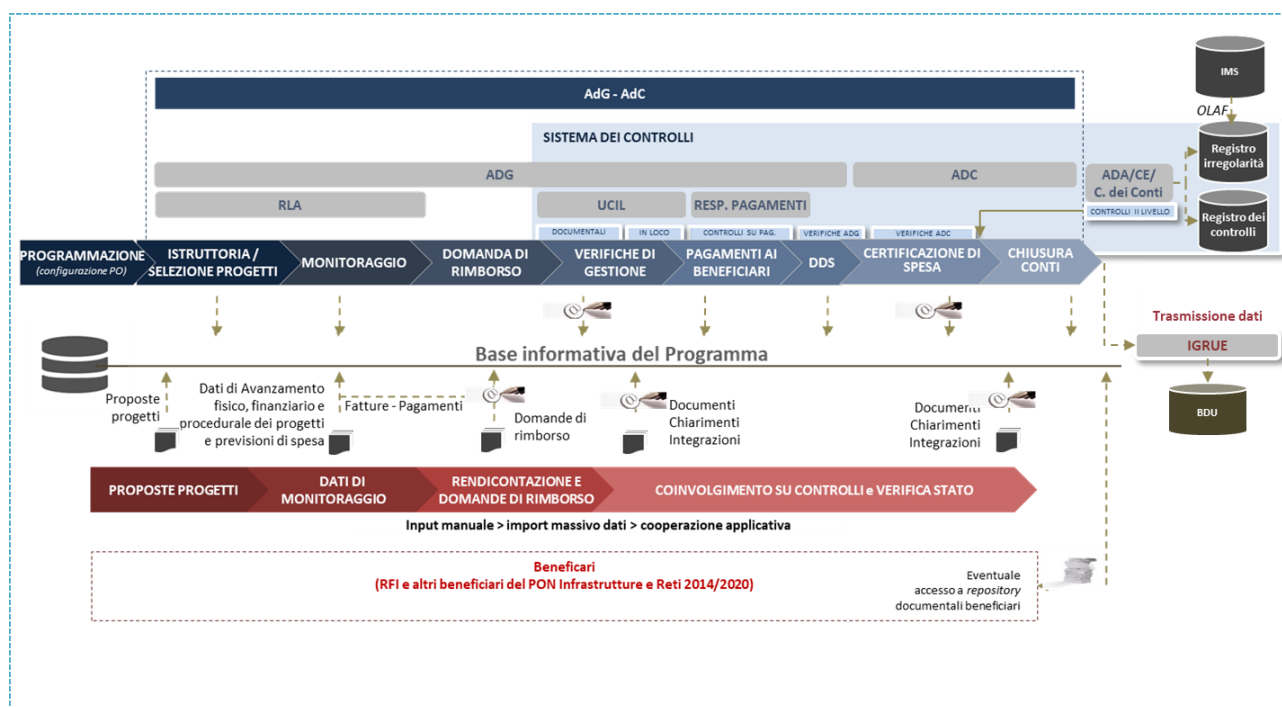 IMS
AdG - AdC
OLAF
SISTEMA DEI CONTROLLI
Registro
irregolarità
ADG
ADC
ADA/CE/
C. dei Conti
RLA
UCIL
RESP. PAGAMENTI
CONTROLLI II LIVELLO
Registro dei
controlli
DOCUMENTALI
IN LOCO
CONTROLLI SU PAG.
VERIFICHE ADG
VERIFICHE ADC
PROGRAMMAZIONE
(configurazione PO)
ISTRUTTORIA /
SELEZIONE PROGETTI
MONITORAGGIO
DOMANDA DI
RIMBORSO
VERIFICHE DI
GESTIONE
PAGAMENTI AI
BENEFICIARI
DDS
CERTIFICAZIONE DI
SPESA
CHIUSURA
CONTI
@
@
Trasmissione dati
IGRUE
BDU
Base informativa del Programma
Proposte
progetti
Dati di Avanzamento
fisico, finanziario e
procedurale dei progetti
e previsioni di spesa
Fatture - Pagamenti
@
Domande di
rimborso
@
Documenti
Chiarimenti
Integrazioni
Documenti
Chiarimenti
Integrazioni
@
PROPOSTE PROGETTI
DATI DI
MONITORAGGIO
RENDICONTAZIONE E
DOMANDE DI RIMBORSO
COINVOLGIMENTO SU CONTROLLI e VERIFICA STATO
Input manuale > import massivo dati > cooperazione applicativa
Beneficari
(RFI e altri beneficiari del PON Infrastrutture e Reti 2014/2020)
Eventuale
accesso a repository
documentali beneficiari